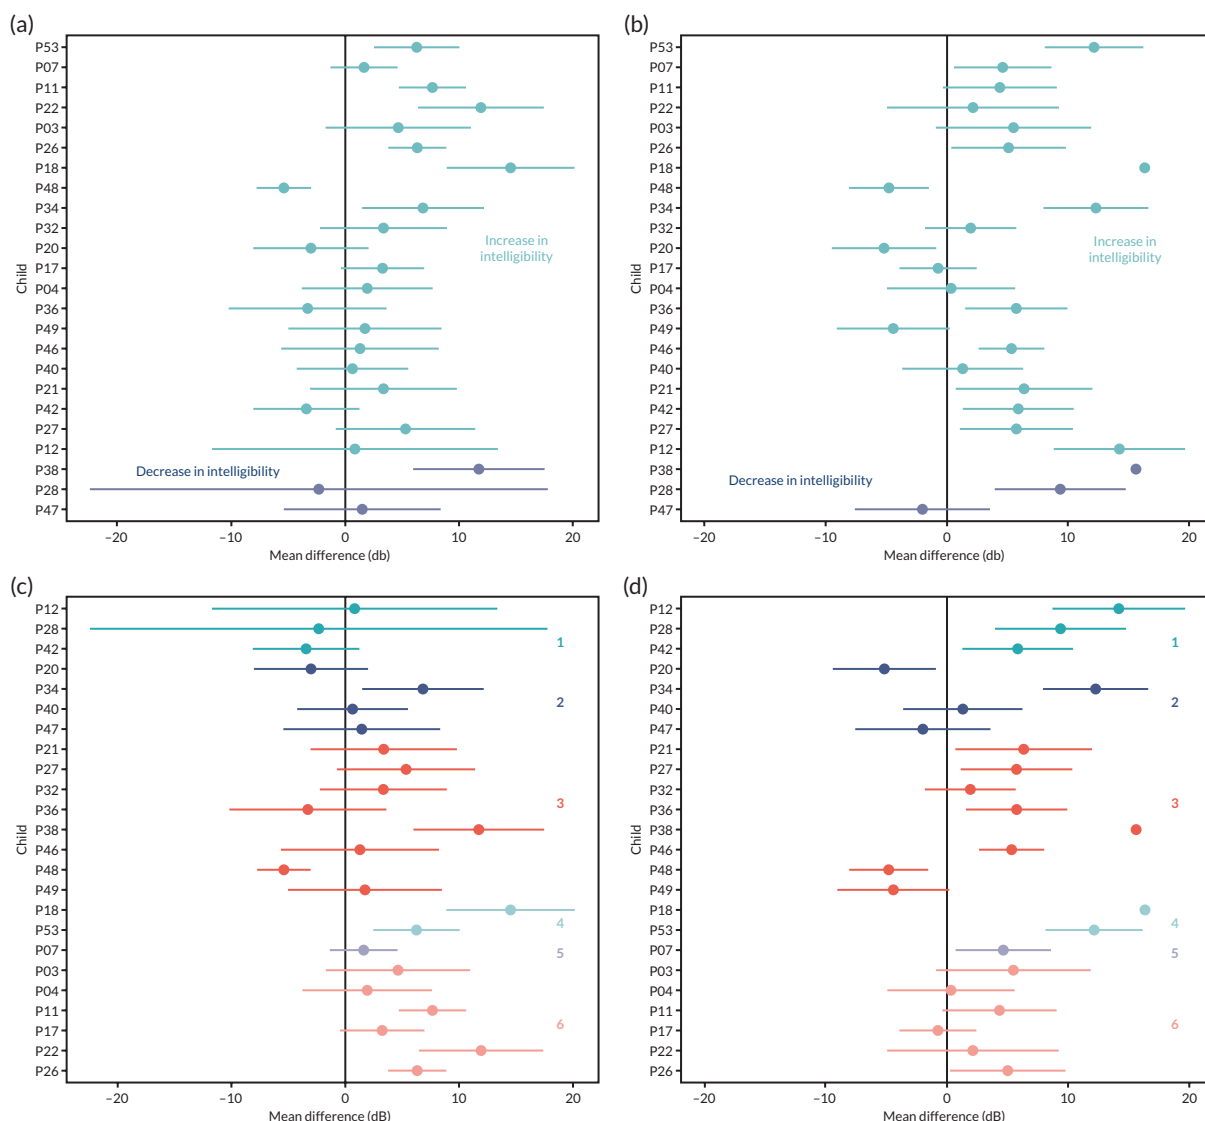 (a)
P53
P07
P11
P22
P03
P26
P18
P48
P34
P32
P20
P17
P04
P36
P49
P46
P40
P21
P42
P27
P12
P38
P28
P47
Child
Increase in
intelligibility
Decrease in intelligibility
−20
−10
0
10
20
Mean difference (db)
(b)
P53
P07
P11
P22
P03
P26
P18
P48
P34
P32
P20
P17
P04
P36
P49
P46
P40
P21
P42
P27
P12
P38
P28
P47
Child
Increase in
intelligibility
Decrease in intelligibility
−20
−10
0
10
20
Mean difference (db)
(c)
P12
P28
P42
P20
P34
P40
P47
P21
P27
P32
P36
P38
P46
P48
P49
P18
P53
P07
P03
P04
P11
P17
P22
P26
Child
1
2
3
4
5
6
−20
−10
0
10
20
Mean difference (dB)
(d)
P12
P28
P42
P20
P34
P40
P47
P21
P27
P32
P36
P38
P46
P48
P49
P18
P53
P07
P03
P04
P11
P17
P22
P26
Child
1
2
3
4
5
6
−20
−10
0
10
20
Mean difference (dB)